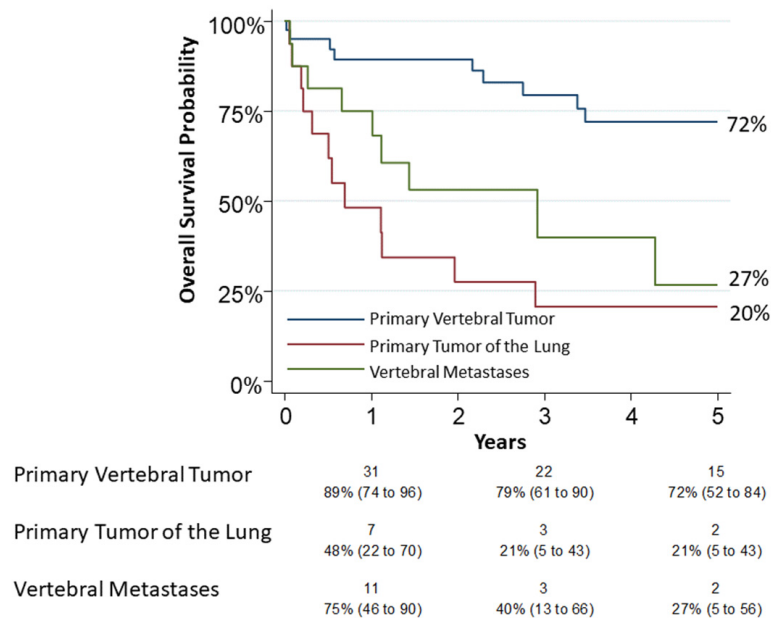 Overall Survival Probability
100%
75%
50%
25%
0%
72%
27%
20%
Primary Vertebral Tumor
Primary Tumor of the Lung
Vertebral Metastases
0 1 2 3 4 5
Years
Primary Vertebral Tumor 31 22 15
89% (74 to 96) 79% (61 to 90) 72% (52 to 84)
Primary Tumor of the Lung 7 3 2
48% (22 to 70) 21% (5 to 43) 21% (5 to 43)
Vertebral Metastases 11 3 2
75% (46 to 90) 40% (13 to 66) 27% (5 to 56)